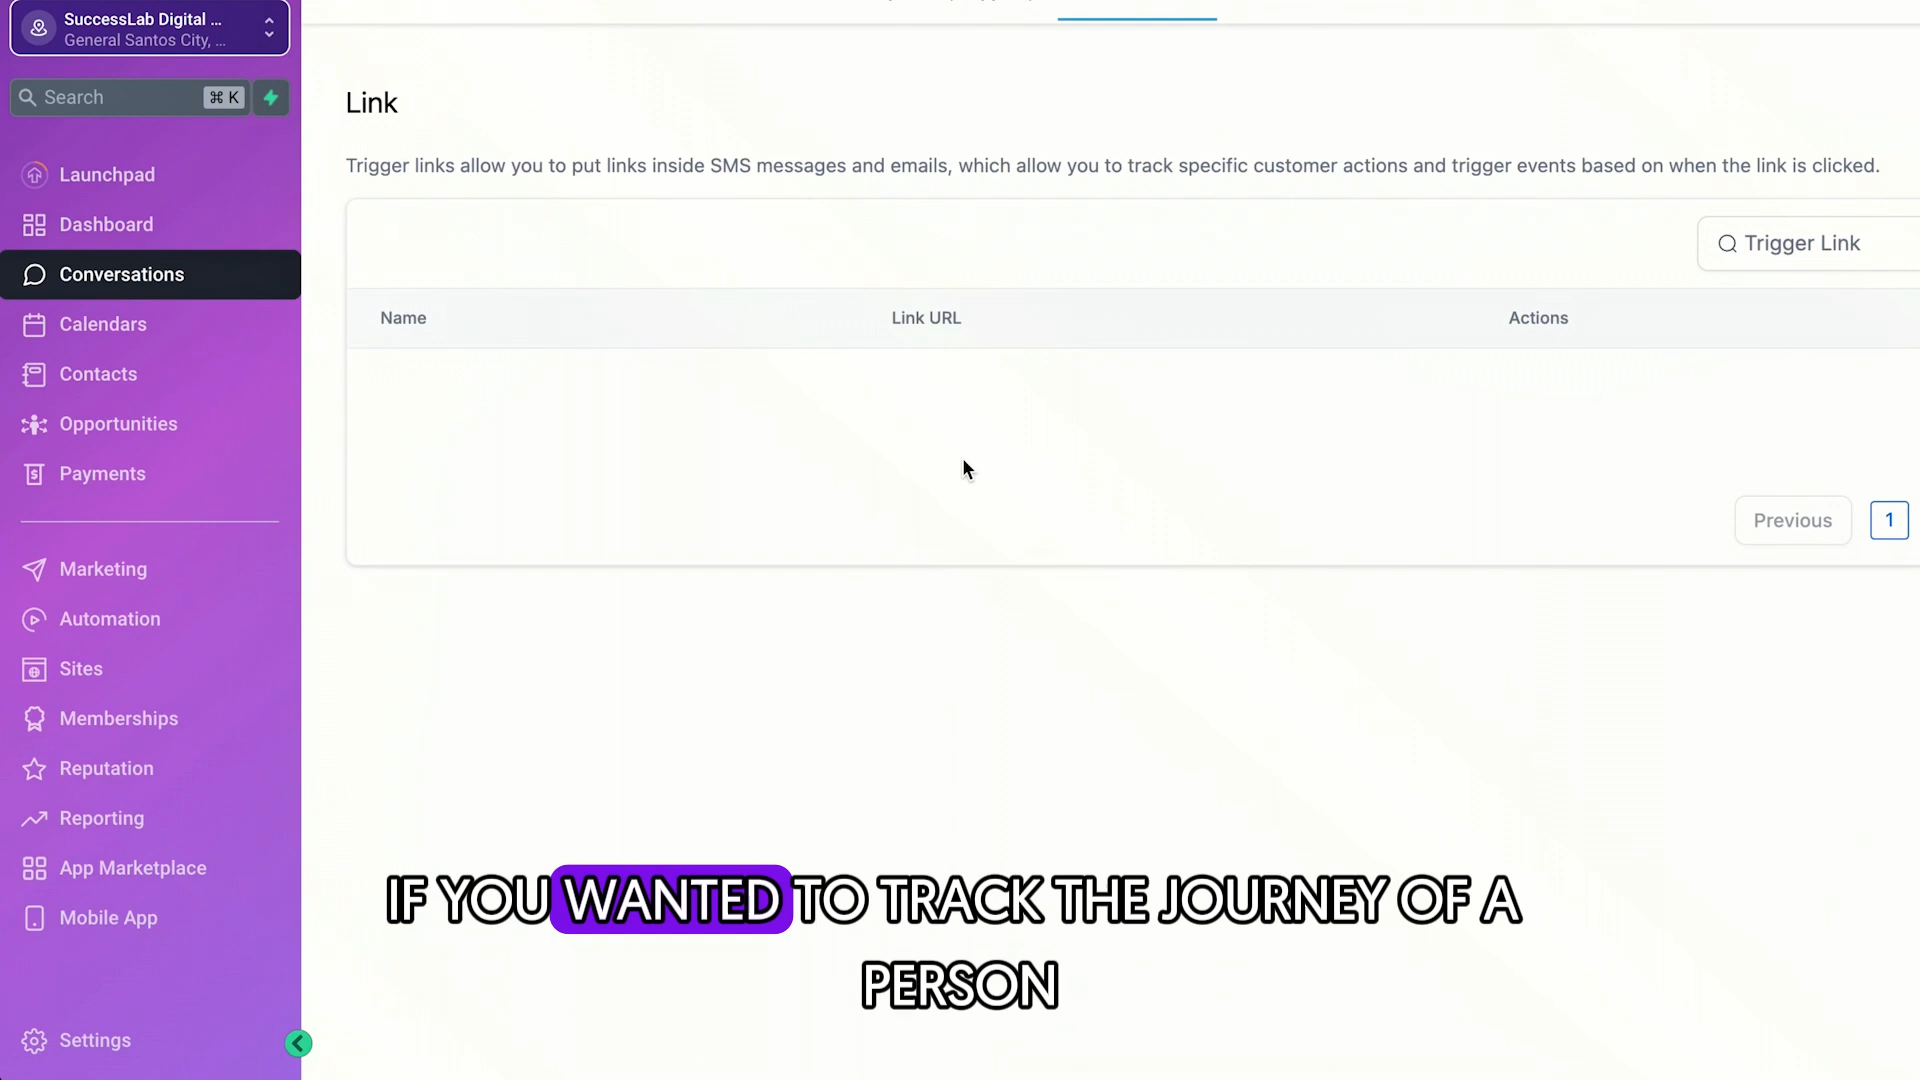 SuccessLab Digital ...
General Santos City, ...
Search
⌘ K
Launchpad
Dashboard
Conversations
Calendars
Contacts
Opportunities
Payments
Marketing
Automation
Sites
Memberships
Reputation
Reporting
App Marketplace
Mobile App
Settings
Link
Trigger links allow you to put links inside SMS messages and emails, which allow you to track specific customer actions and trigger events based on when the link is clicked.
Trigger Link
Name Link URL Actions
Previous 1
IF YOU WANTED TO TRACK THE JOURNEY OF A
PERSON